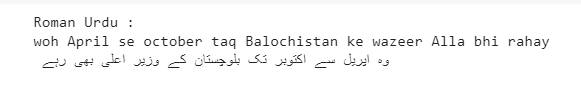 Roman Urdu :
woh April se october taq Balochistan ke wazeer Alla bhi rahay
وہ اپریل سے اکتوبر تک بلوچستان کے وزیر اعلی بھی رہے